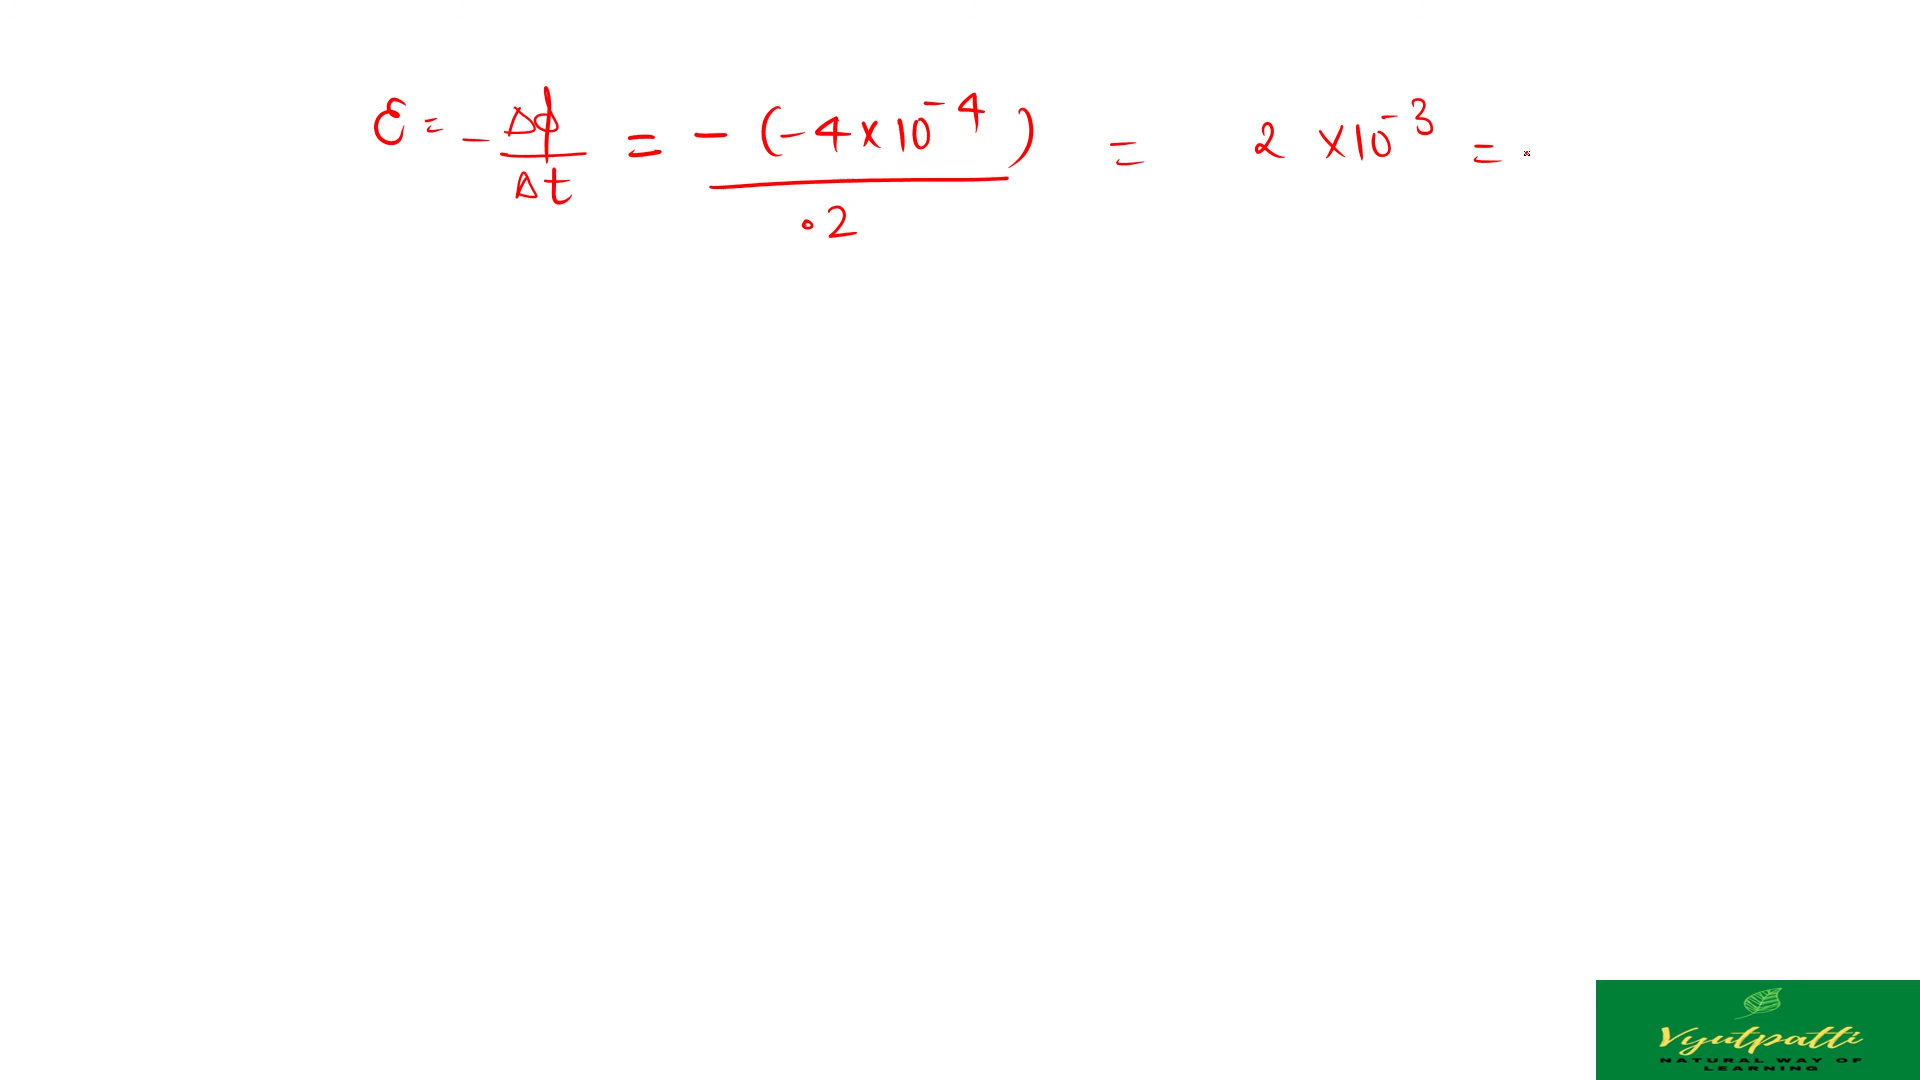 ε = - Δϕ/Δt = - (-4×10⁻⁴)/.2 = 2 ×10⁻³ =
Vyutpatti
NATURAL WAY OF
LEARNING